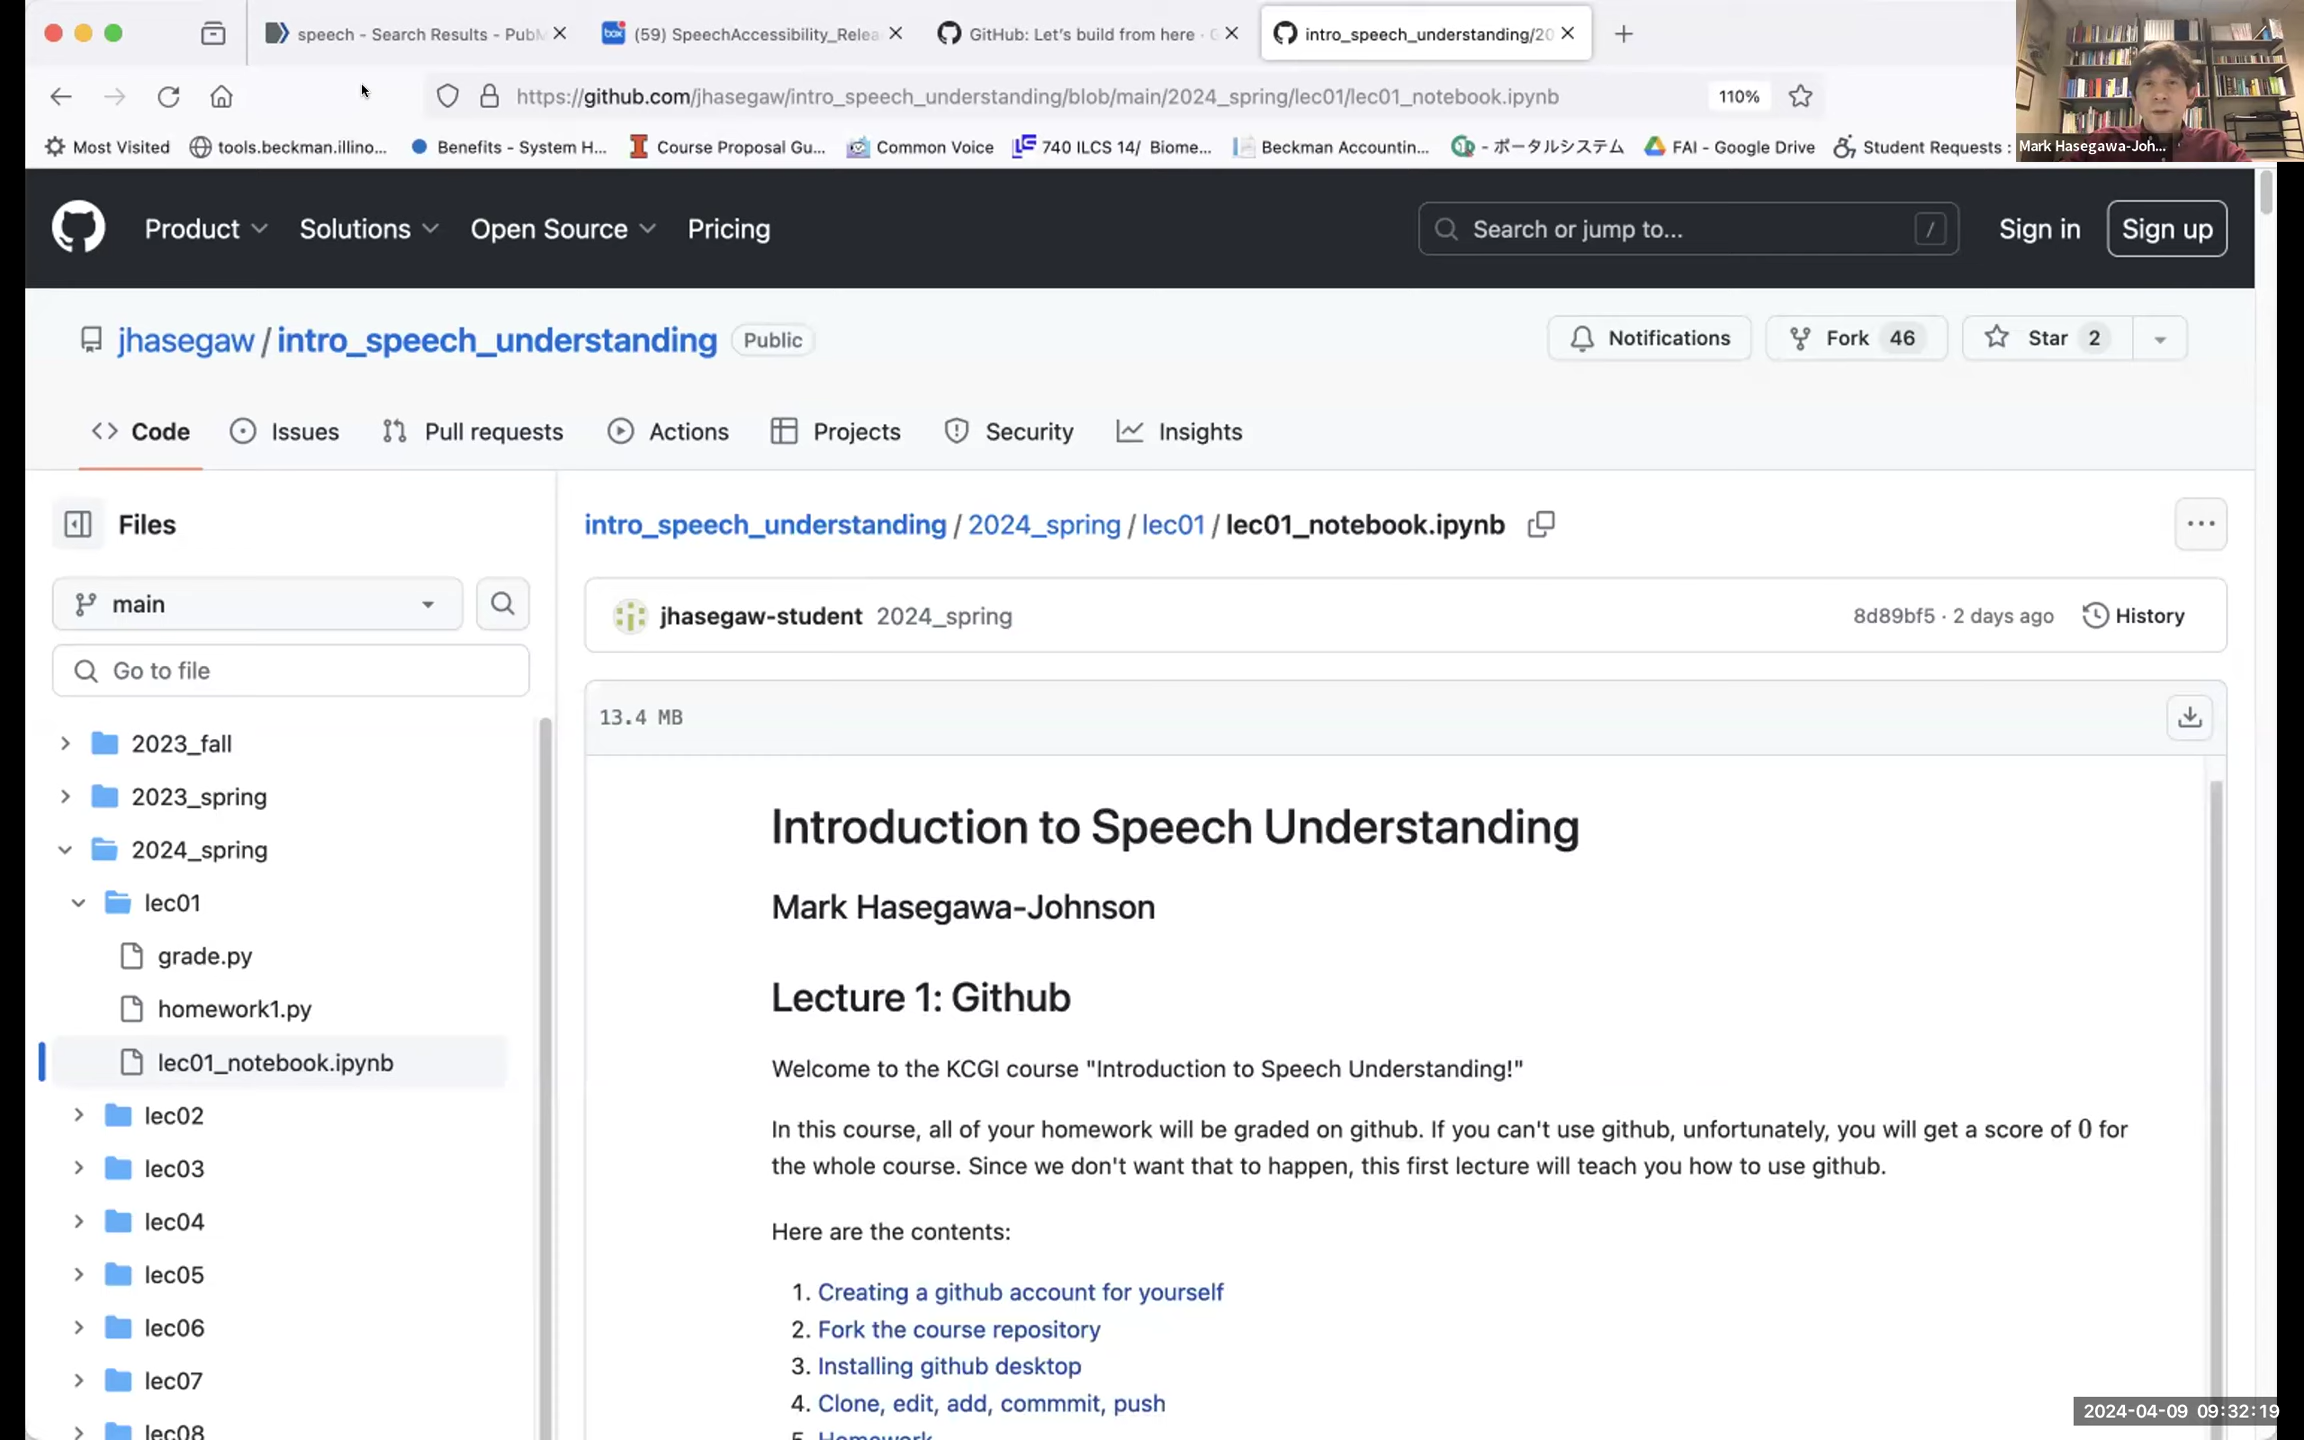 speech - Search Results - PubM
(59) SpeechAccessibility_Relea
GitHub: Let's build from here · G
intro_speech_understanding/20
https://github.com/jhasegaw/intro_speech_understanding/blob/main/2024_spring/lec01/lec01_notebook.ipynb
110%
Most Visited
tools.beckman.illino...
Benefits - System H...
Course Proposal Gu...
Common Voice
740 ILCS 14/ Biome...
Beckman Accountin...
- ポータルシステム
FAI - Google Drive
Student Requests :
Mark Hasegawa-Joh...
Product
Solutions
Open Source
Pricing
Search or jump to...
/
Sign in
Sign up
jhasegaw / intro_speech_understanding
Public
Notifications
Fork 46
Star 2
Code
Issues
Pull requests
Actions
Projects
Security
Insights
Files
main
Go to file
2023_fall
2023_spring
2024_spring
lec01
grade.py
homework1.py
lec01_notebook.ipynb
lec02
lec03
lec04
lec05
lec06
lec07
lec08
intro_speech_understanding / 2024_spring / lec01 / lec01_notebook.ipynb
jhasegaw-student 2024_spring
8d89bf5 · 2 days ago
History
13.4 MB
Introduction to Speech Understanding
Mark Hasegawa-Johnson
Lecture 1: Github
Welcome to the KCGI course "Introduction to Speech Understanding!"
In this course, all of your homework will be graded on github. If you can't use github, unfortunately, you will get a score of 0 for
the whole course. Since we don't want that to happen, this first lecture will teach you how to use github.
Here are the contents:
1. Creating a github account for yourself
2. Fork the course repository
3. Installing github desktop
4. Clone, edit, add, commmit, push
5. Homework
2024-04-09 09:32:19